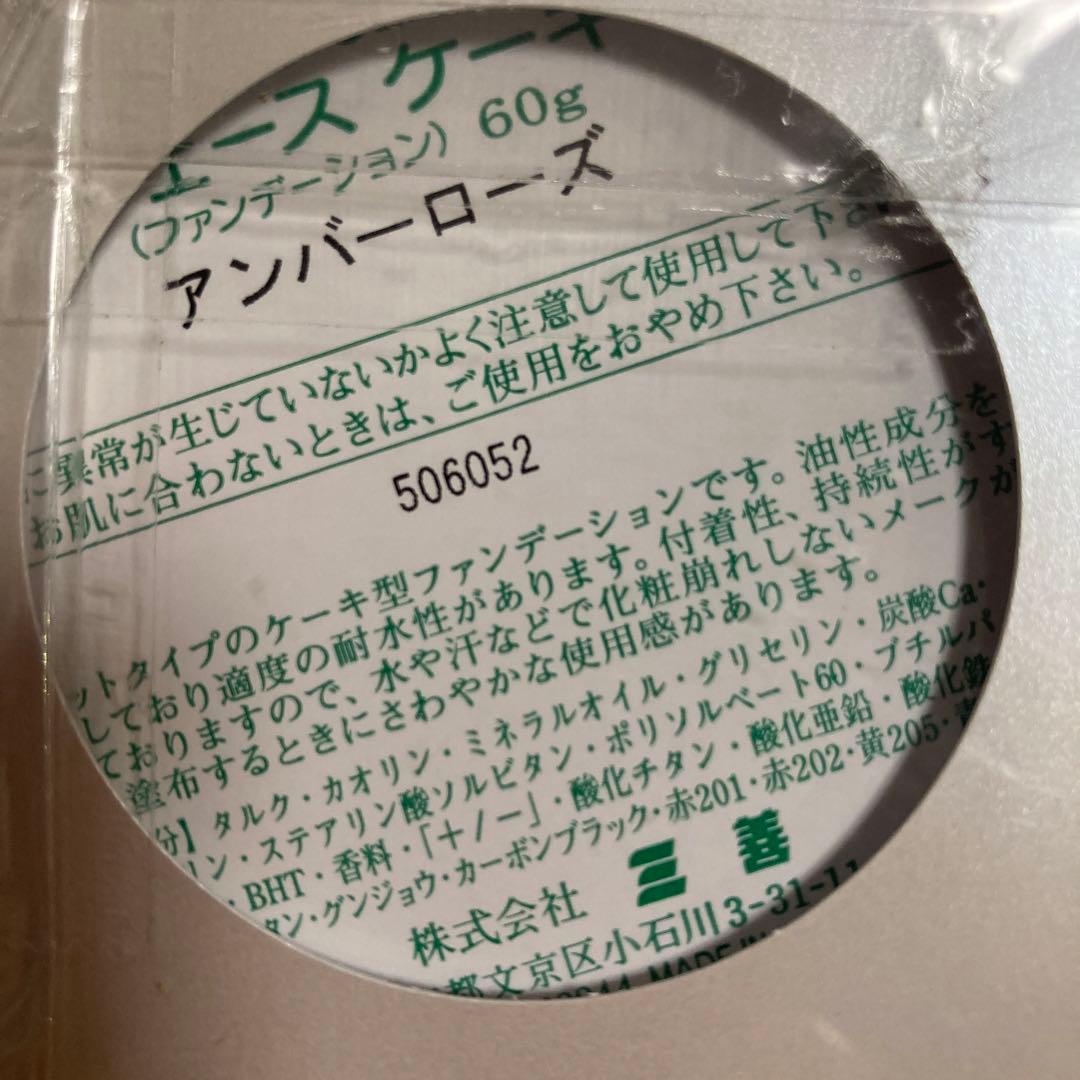 エース ケーキ
(ファンデーション) 60g
アンバーローズ
に異常が生じていないかよく注意して使用して下さい
お肌に合わないときは、ご使用をおやめ下さい。
506052
ットタイプのケーキ型ファンデーションです。油性成分を
しており適度の耐水性があります。付着性、持続性がす
ておりますので、水や汗などで化粧崩れしないメークが
塗布するときにさわやかな使用感があります。
分】タルク・カオリン・ミネラルオイル・グリセリン・炭酸Ca・
リン・ステアリン酸ソルビタン・ポリソルベート60・ブチルパ
・BHT・香料・「+/ー」・酸化チタン・酸化亜鉛・酸化鉄
タン・グンジョウ・カーボンブラック・赤201・赤202・黄205・青
株式会社 三善
都文京区小石川3-31-11
MADE IN